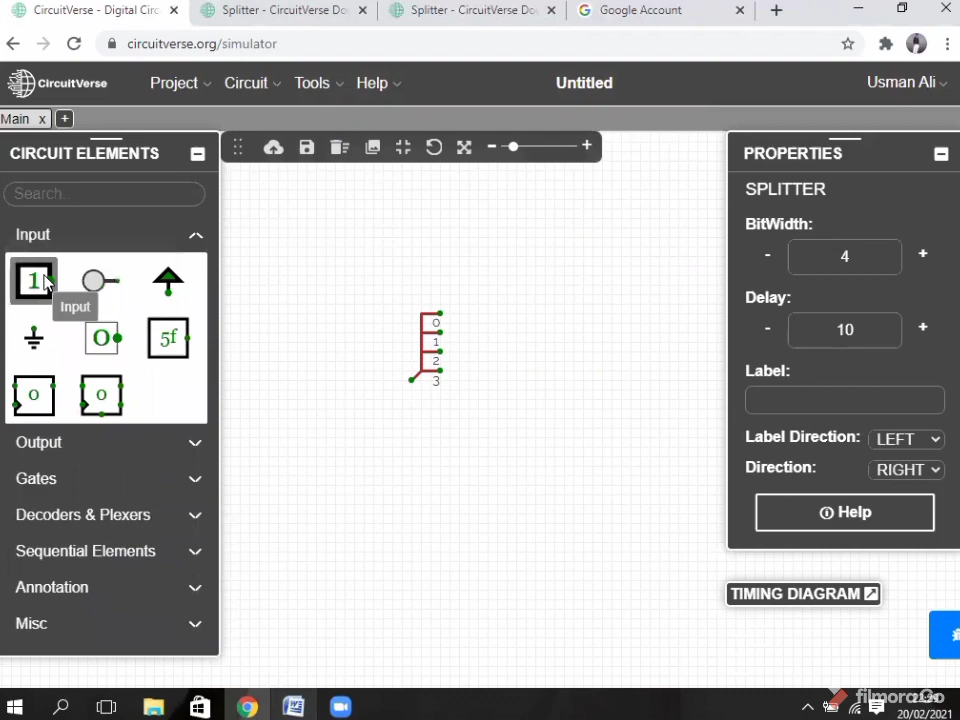 CircuitVerse - Digital Circ
Splitter - CircuitVerse Do
Splitter - CircuitVerse Do
Google Account
circuitverse.org/simulator
CircuitVerse
Project
Circuit
Tools
Help
Untitled
Usman Ali
Main x +
CIRCUIT ELEMENTS
Search..
Input
1
Input
O
5f
0
0
Output
Gates
Decoders & Plexers
Sequential Elements
Annotation
Misc
0
1
2
3
PROPERTIES
SPLITTER
BitWidth:
- 4 +
Delay:
- 10 +
Label:
Label Direction: LEFT
Direction: RIGHT
Help
TIMING DIAGRAM
filmoraGo
20/02/2021